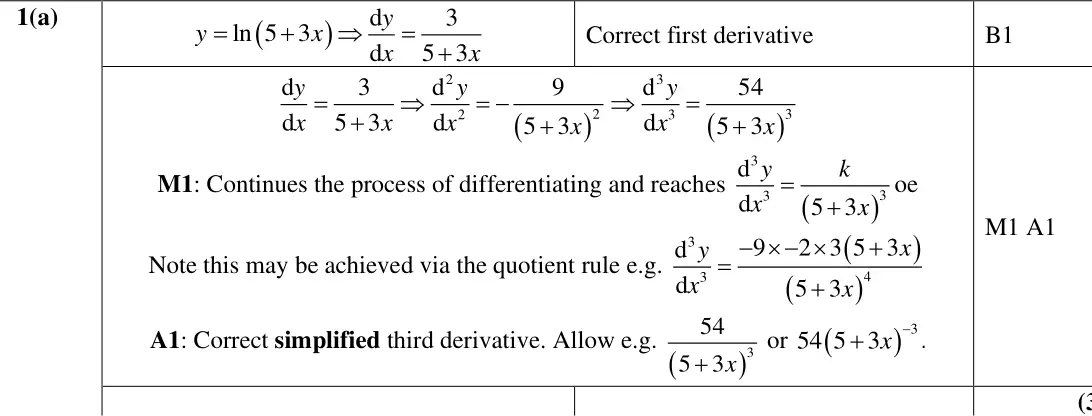 1(a)
y = ln(5+3x) ⇒ dy/dx = 3/(5+3x) Correct first derivative B1
dy/dx = 3/(5+3x) ⇒ d²y/dx² = −9/(5+3x)² ⇒ d³y/dx³ = 54/(5+3x)³
M1: Continues the process of differentiating and reaches d³y/dx³ = k/(5+3x)³ oe
M1 A1
Note this may be achieved via the quotient rule e.g. d³y/dx³ = −9×−2×3(5+3x)/(5+3x)⁴
A1: Correct simplified third derivative. Allow e.g. 54/(5+3x)³ or 54(5+3x)⁻³.
(3